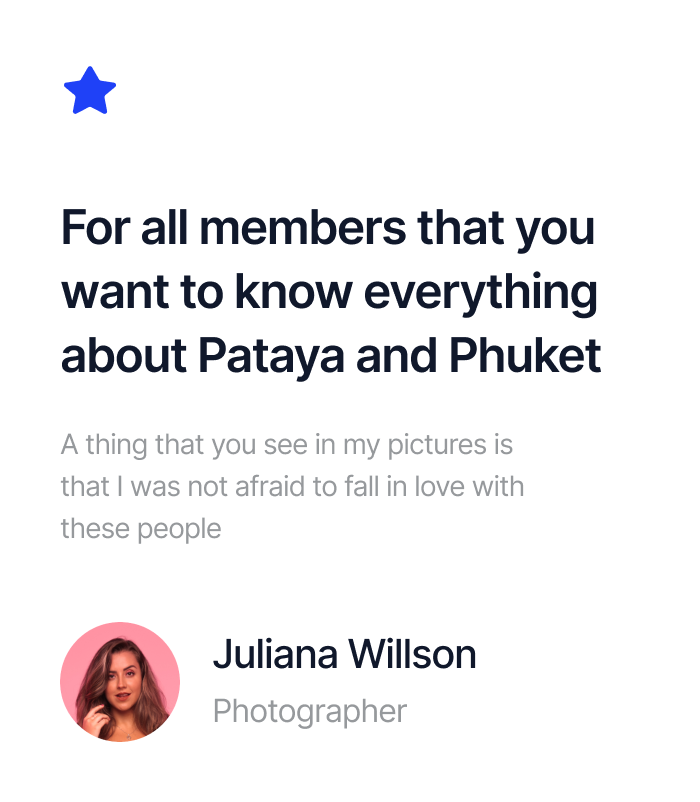 For all members that you
want to know everything
about Pataya and Phuket
A thing that you see in my pictures is
that I was not afraid to fall in love with
these people
Juliana Willson
Photographer